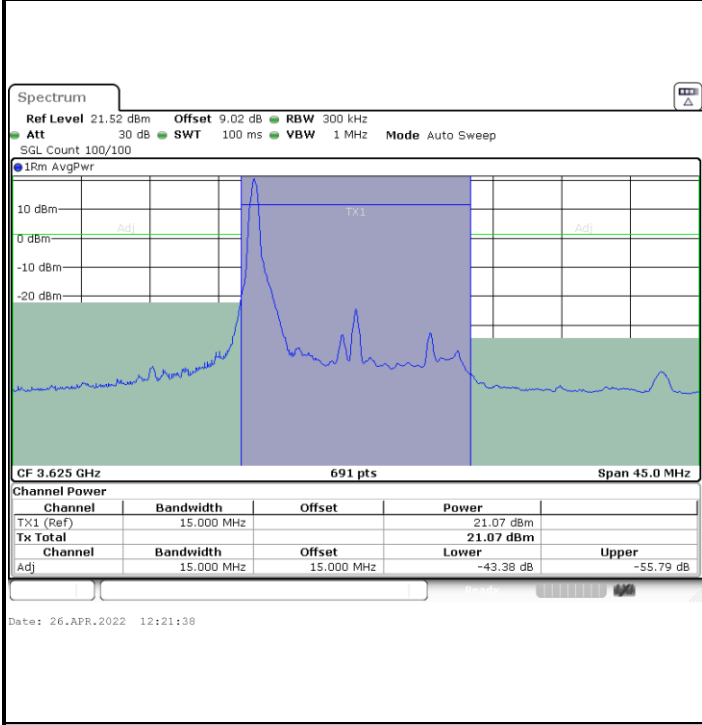 Spectrum
Ref Level 21.52 dBm Offset 9.02 dB RBW 300 kHz
Att 30 dB SWT 100 ms VBW 1 MHz Mode Auto Sweep
SGL Count 100/100
1Rm AvgPwr
10 dBm
TX1
Adj Adj
0 dBm
-10 dBm
-20 dBm
CF 3.625 GHz 691 pts Span 45.0 MHz
Channel Power
Channel Bandwidth Offset Power
TX1 (Ref) 15.000 MHz 21.07 dBm
Tx Total 21.07 dBm
Channel Bandwidth Offset Lower Upper
Adj 15.000 MHz 15.000 MHz -43.38 dB -55.79 dB
Ready
Date: 26.APR.2022 12:21:38